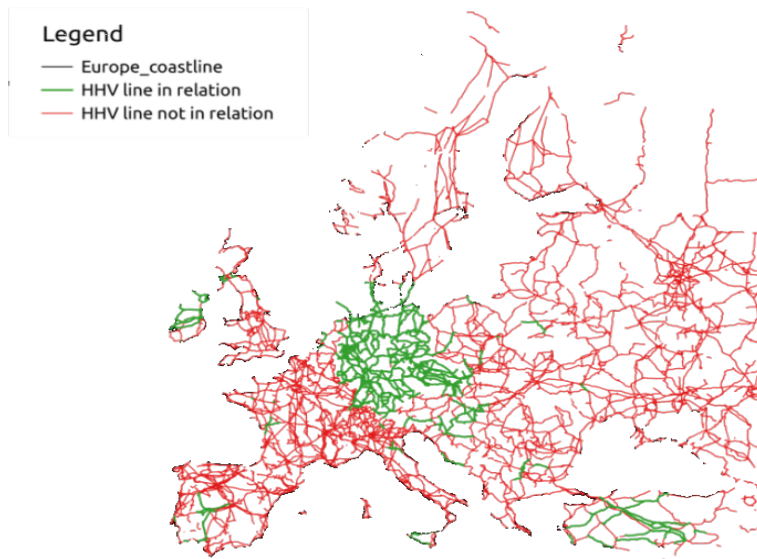 Legend
Europe_coastline
HHV line in relation
HHV line not in relation